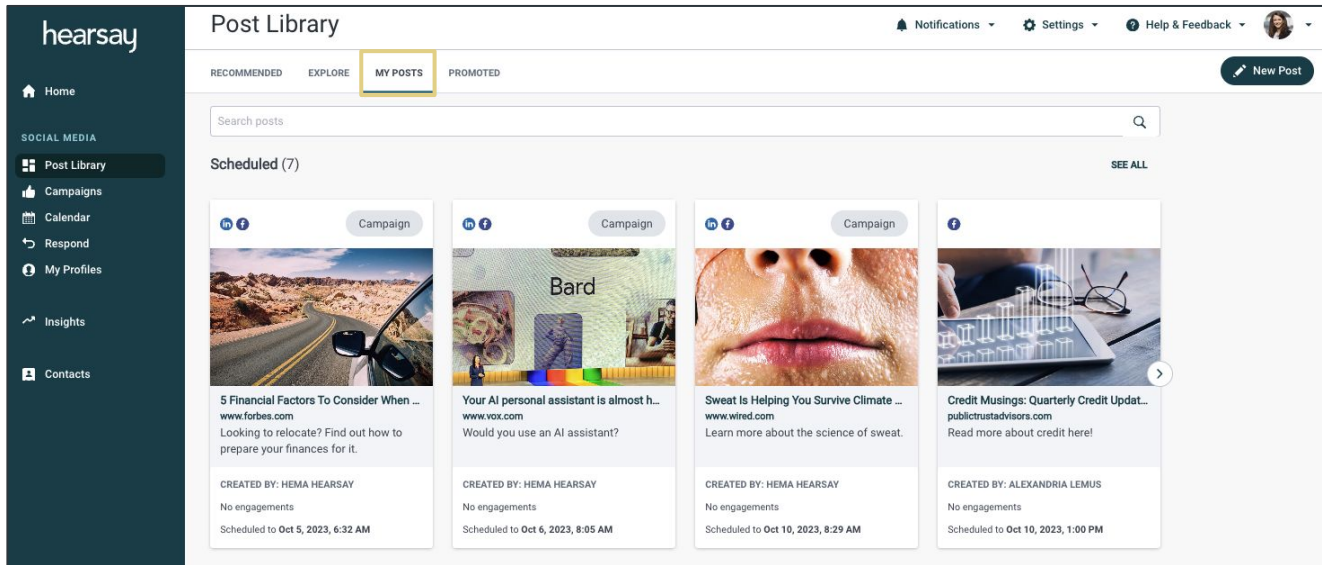 hearsay
Post Library
Notifications
Settings
Help & Feedback
RECOMMENDED
EXPLORE
MY POSTS
PROMOTED
New Post
Home
SOCIAL MEDIA
Post Library
Campaigns
Calendar
Respond
My Profiles
Insights
Contacts
Search posts
Scheduled (7)
SEE ALL
Campaign
5 Financial Factors To Consider When ...
www.forbes.com
Looking to relocate? Find out how to
prepare your finances for it.
CREATED BY: HEMA HEARSAY
No engagements
Scheduled to Oct 5, 2023, 6:32 AM
Campaign
Bard
Your AI personal assistant is almost h...
www.vox.com
Would you use an AI assistant?
CREATED BY: HEMA HEARSAY
No engagements
Scheduled to Oct 6, 2023, 8:05 AM
Campaign
Sweat Is Helping You Survive Climate ...
www.wired.com
Learn more about the science of sweat.
CREATED BY: HEMA HEARSAY
No engagements
Scheduled to Oct 10, 2023, 8:29 AM
Credit Musings: Quarterly Credit Updat...
publictrustadvisors.com
Read more about credit here!
CREATED BY: ALEXANDRIA LEMUS
No engagements
Scheduled to Oct 10, 2023, 1:00 PM